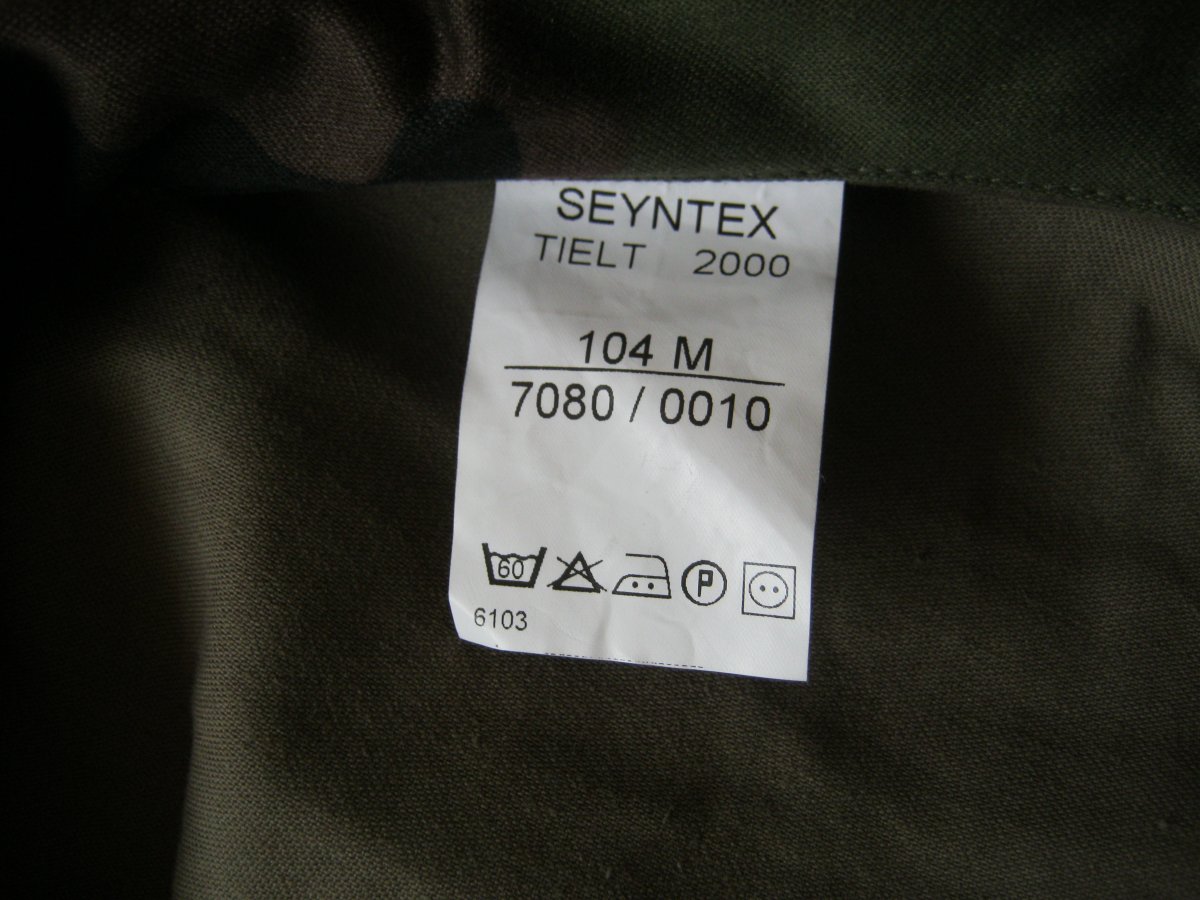 SEYNTEX
TIELT 2000
104 M
7080 / 0010
60 P
6103